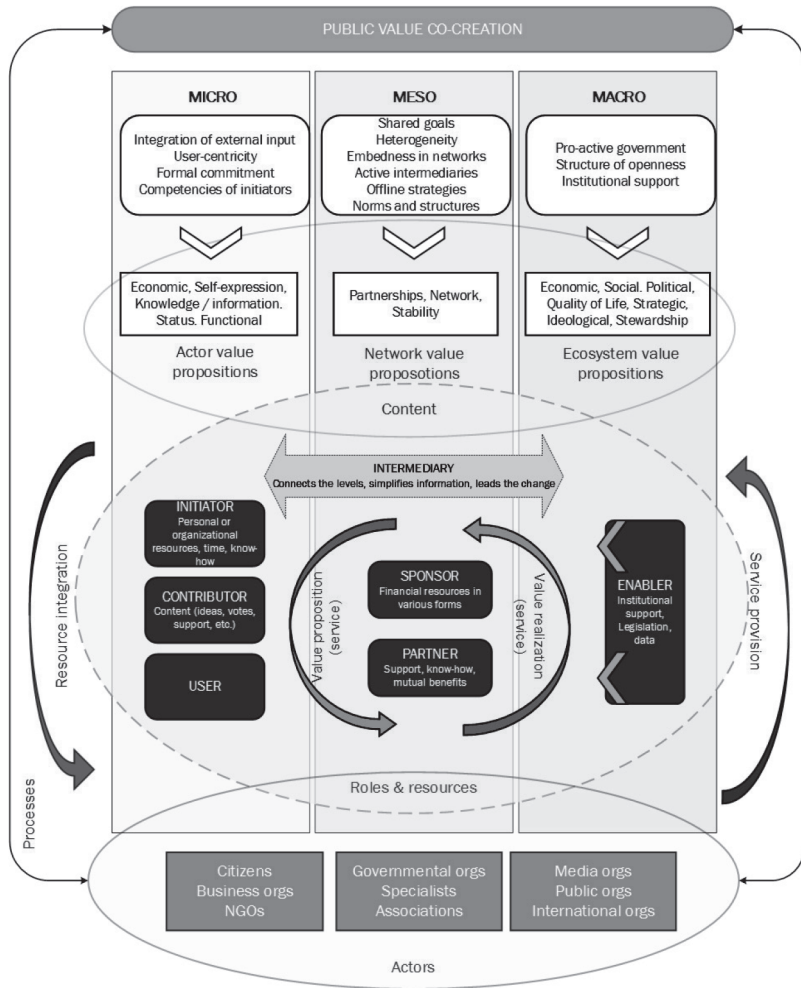 PUBLIC VALUE CO-CREATION
MICRO
Integration of external input
User-centricity
Formal commitment
Competencies of initiators
Economic, Self-expression,
Knowledge / information.
Status. Functional
Actor value
propositions
MESO
Shared goals
Heterogeneity
Embedness in networks
Active intermediaries
Offline strategies
Norms and structures
Partnerships, Network,
Stability
Network value
proposotions
MACRO
Pro-active government
Structure of openness
Institutional support
Economic, Social. Political,
Quality of Life, Strategic,
Ideological, Stewardship
Ecosystem value
propositions
Content
INTERMEDIARY
Connects the levels, simplifies information, leads the change
Resource integration
INITIATOR
Personal or
organizational
resources, time, know-
how
CONTRIBUTOR
Content (ideas, votes,
support, etc.)
USER
Value proposition
(service)
SPONSOR
Financial resources in
various forms
PARTNER
Support, know-how,
mutual benefits
Value realization
(service)
ENABLER
Institutional
support,
Legislation,
data
Service provision
Roles & resources
Processes
Citizens
Business orgs
NGOs
Governmental orgs
Specialists
Associations
Media orgs
Public orgs
International orgs
Actors